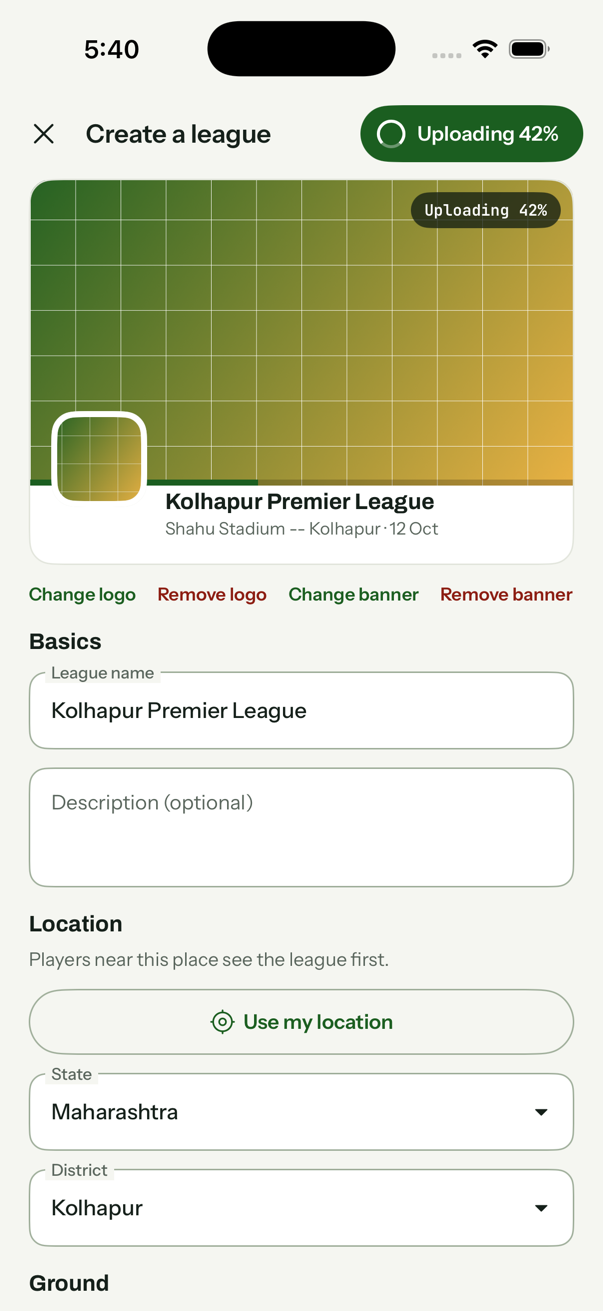 5:40
Create a league
Uploading 42%
Uploading 42%
Kolhapur Premier League
Shahu Stadium -- Kolhapur · 12 Oct
Change logo Remove logo Change banner Remove banner
Basics
League name
Kolhapur Premier League
Description (optional)
Location
Players near this place see the league first.
Use my location
State
Maharashtra
District
Kolhapur
Ground